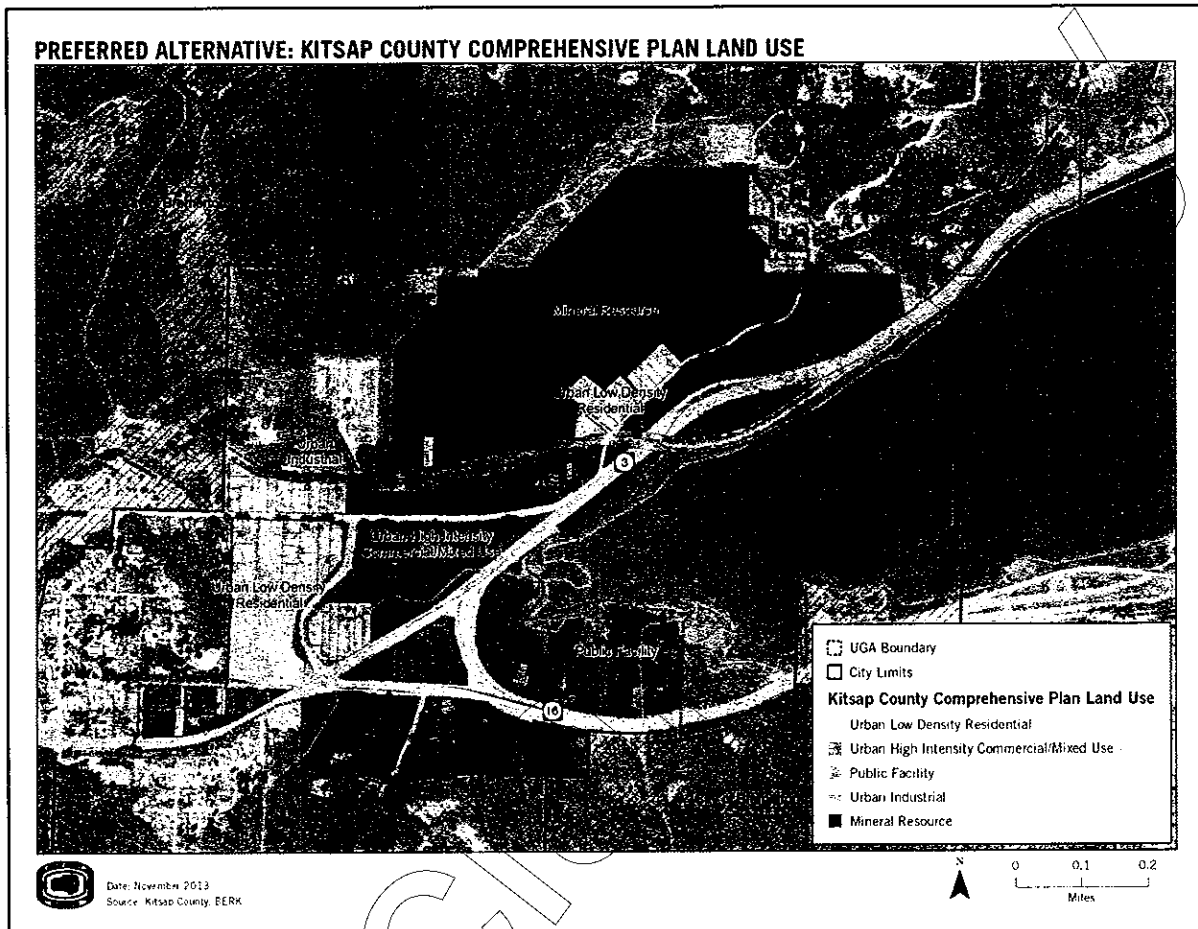 PREFERRED ALTERNATIVE: KITSAP COUNTY COMPREHENSIVE PLAN LAND USE
Mineral Resource
Urban Low Density
Residential
Urban
Industrial
3
Urban High Intensity
Commercial/Mixed Use
Urban Low Density
Residential
Public Facility
16
UGA Boundary
City Limits
Kitsap County Comprehensive Plan Land Use
Urban Low Density Residential
Urban High Intensity Commercial/Mixed Use
Public Facility
Urban Industrial
Mineral Resource
Date: November 2013
Source: Kitsap County, BERK
N
0 0.1 0.2
Miles